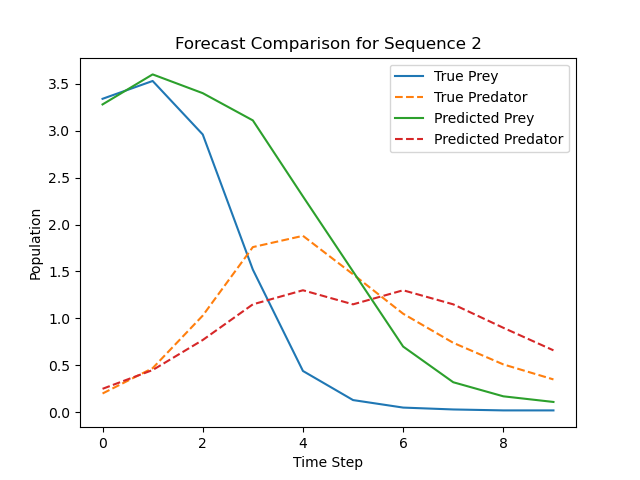 Forecast Comparison for Sequence 2
True Prey
True Predator
Predicted Prey
Predicted Predator
Population
3.5
3.0
2.5
2.0
1.5
1.0
0.5
0.0
0 2 4 6 8
Time Step